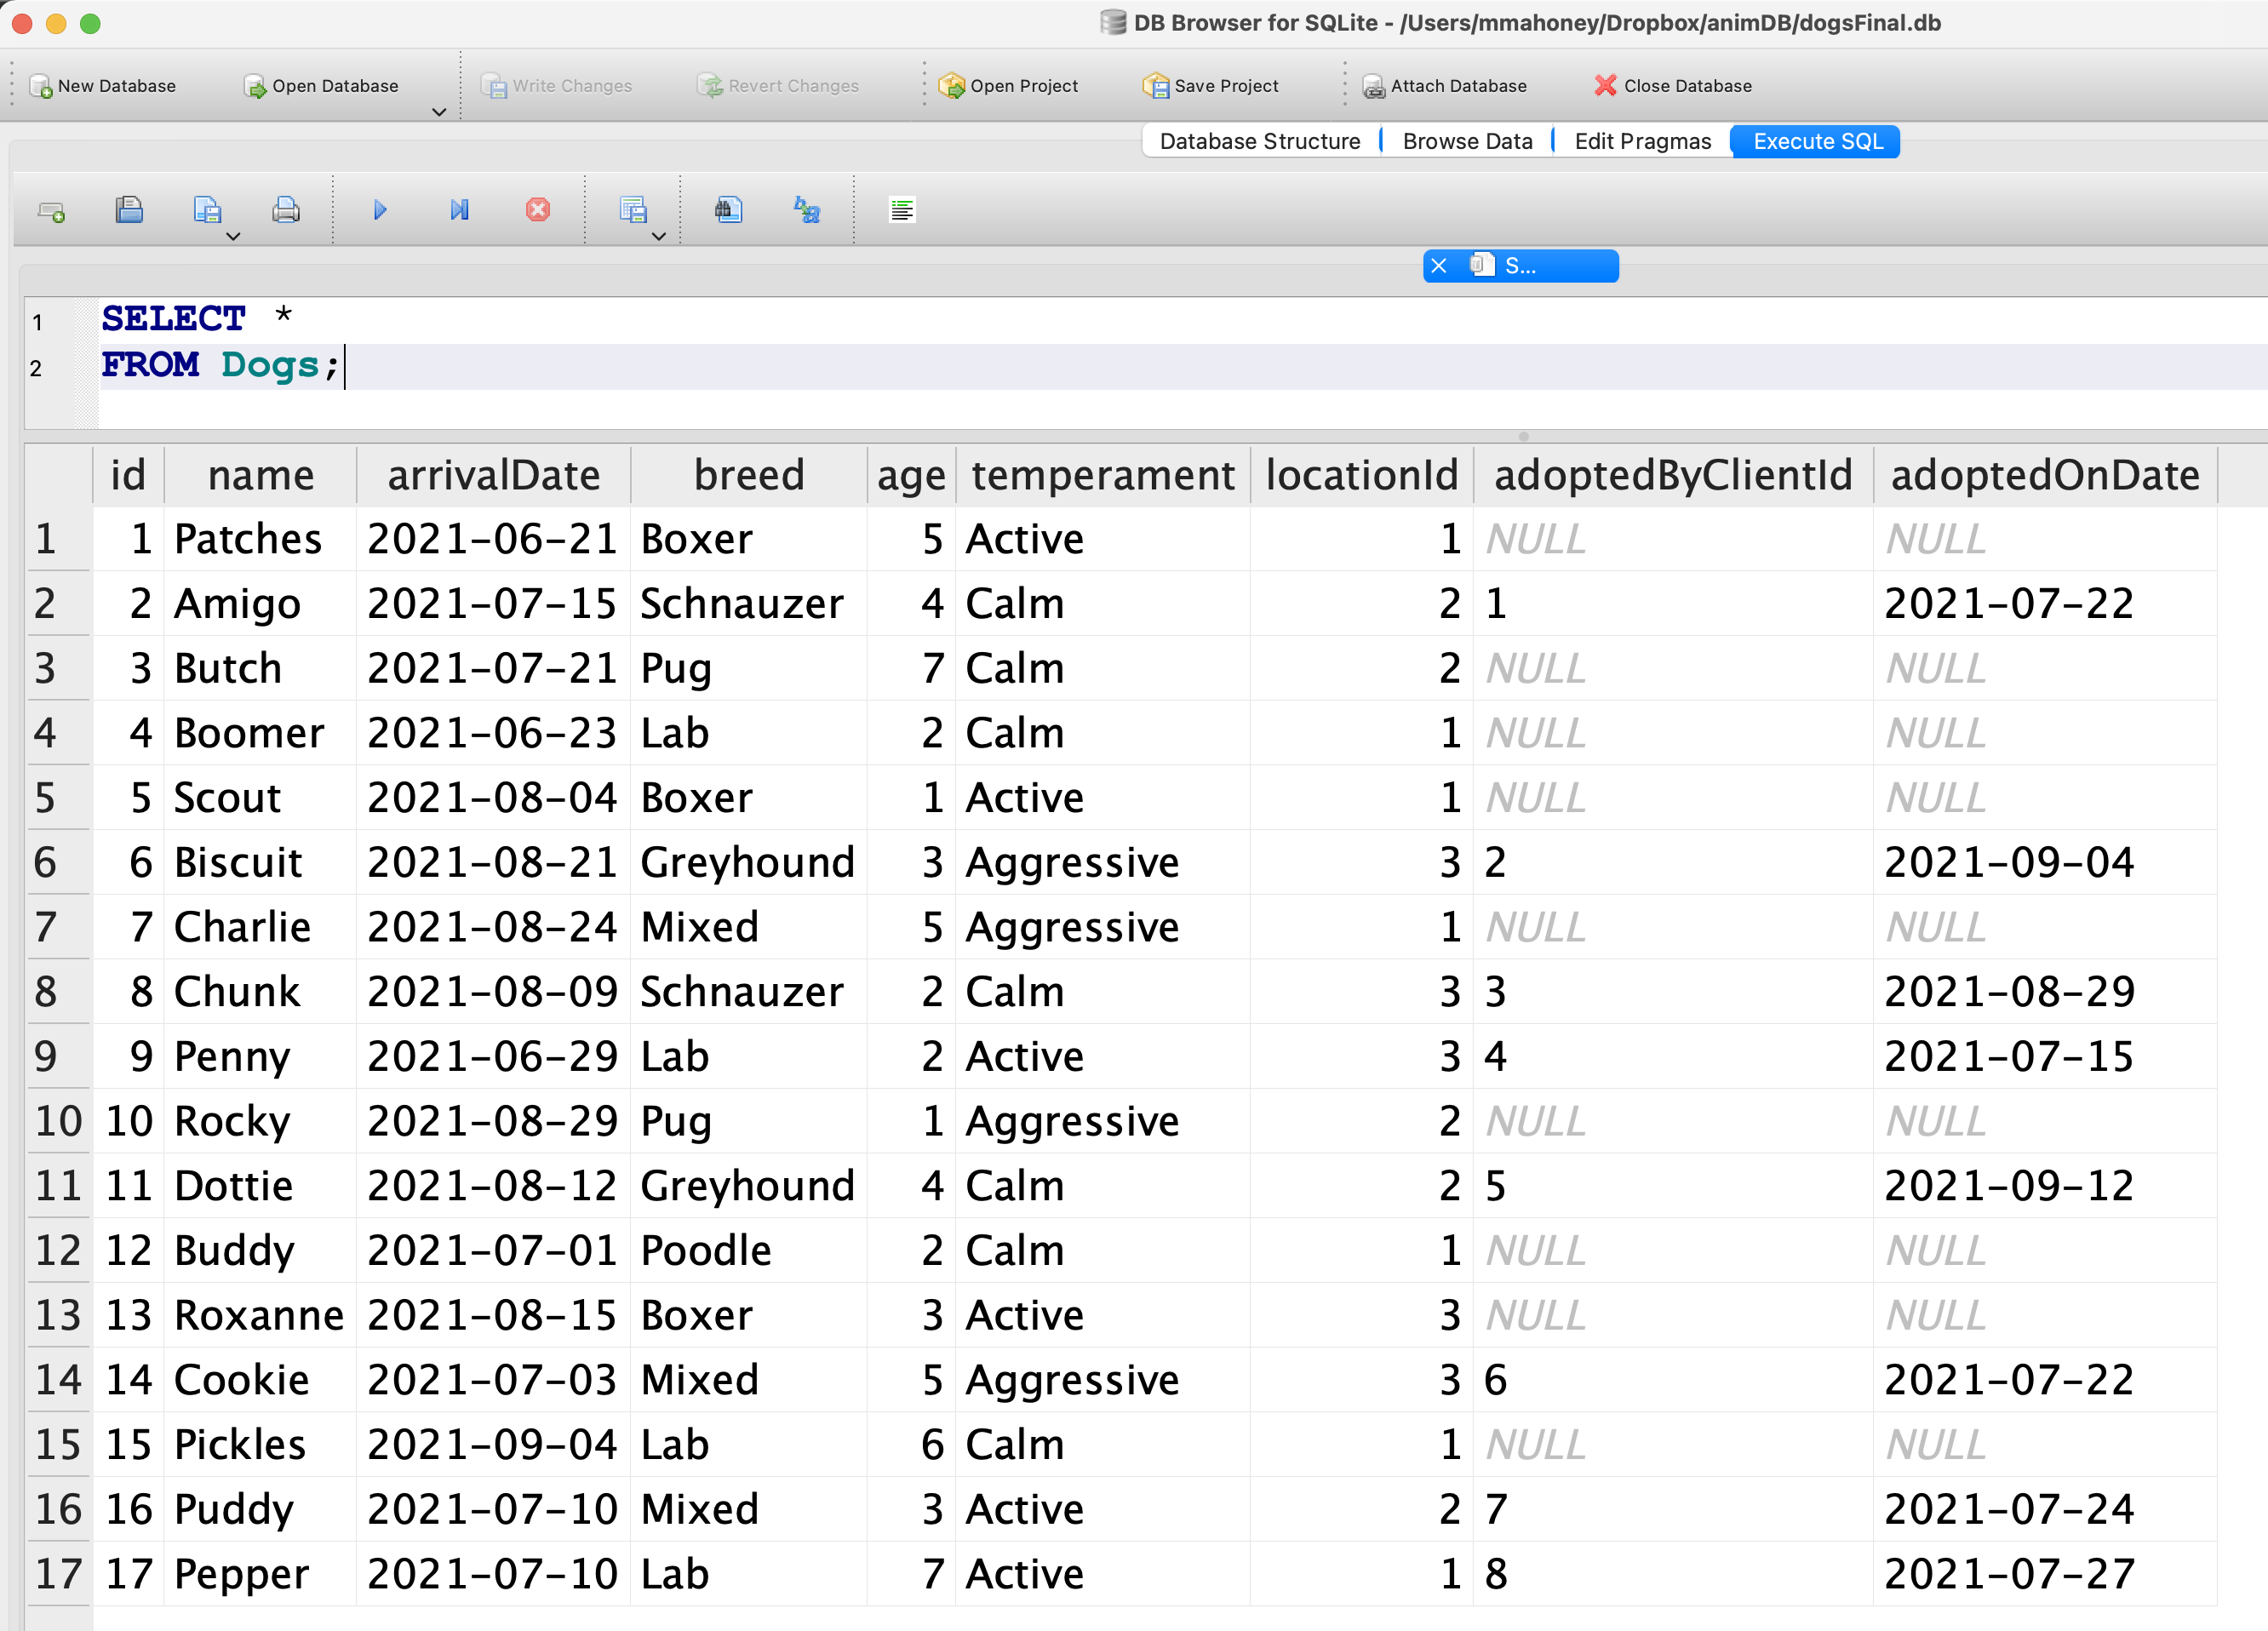 DB Browser for SQLite - /Users/mmahoney/Dropbox/animDB/dogsFinal.db
New Database Open Database Write Changes Revert Changes Open Project Save Project Attach Database Close Database
Database Structure Browse Data Edit Pragmas Execute SQL
S...
1 SELECT *
2 FROM Dogs;
id name arrivalDate breed age temperament locationId adoptedByClientId adoptedOnDate
1 1 Patches 2021-06-21 Boxer 5 Active 1 NULL NULL
2 2 Amigo 2021-07-15 Schnauzer 4 Calm 2 1 2021-07-22
3 3 Butch 2021-07-21 Pug 7 Calm 2 NULL NULL
4 4 Boomer 2021-06-23 Lab 2 Calm 1 NULL NULL
5 5 Scout 2021-08-04 Boxer 1 Active 1 NULL NULL
6 6 Biscuit 2021-08-21 Greyhound 3 Aggressive 3 2 2021-09-04
7 7 Charlie 2021-08-24 Mixed 5 Aggressive 1 NULL NULL
8 8 Chunk 2021-08-09 Schnauzer 2 Calm 3 3 2021-08-29
9 9 Penny 2021-06-29 Lab 2 Active 3 4 2021-07-15
10 10 Rocky 2021-08-29 Pug 1 Aggressive 2 NULL NULL
11 11 Dottie 2021-08-12 Greyhound 4 Calm 2 5 2021-09-12
12 12 Buddy 2021-07-01 Poodle 2 Calm 1 NULL NULL
13 13 Roxanne 2021-08-15 Boxer 3 Active 3 NULL NULL
14 14 Cookie 2021-07-03 Mixed 5 Aggressive 3 6 2021-07-22
15 15 Pickles 2021-09-04 Lab 6 Calm 1 NULL NULL
16 16 Puddy 2021-07-10 Mixed 3 Active 2 7 2021-07-24
17 17 Pepper 2021-07-10 Lab 7 Active 1 8 2021-07-27